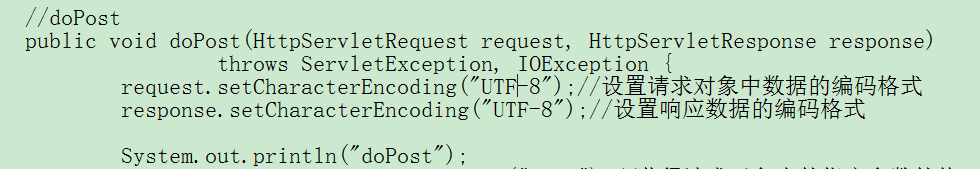 //doPost
public void doPost(HttpServletRequest request, HttpServletResponse response)
throws ServletException, IOException {
request.setCharacterEncoding("UTF-8");//设置请求对象中数据的编码格式
response.setCharacterEncoding("UTF-8");//设置响应数据的编码格式
System.out.println("doPost");